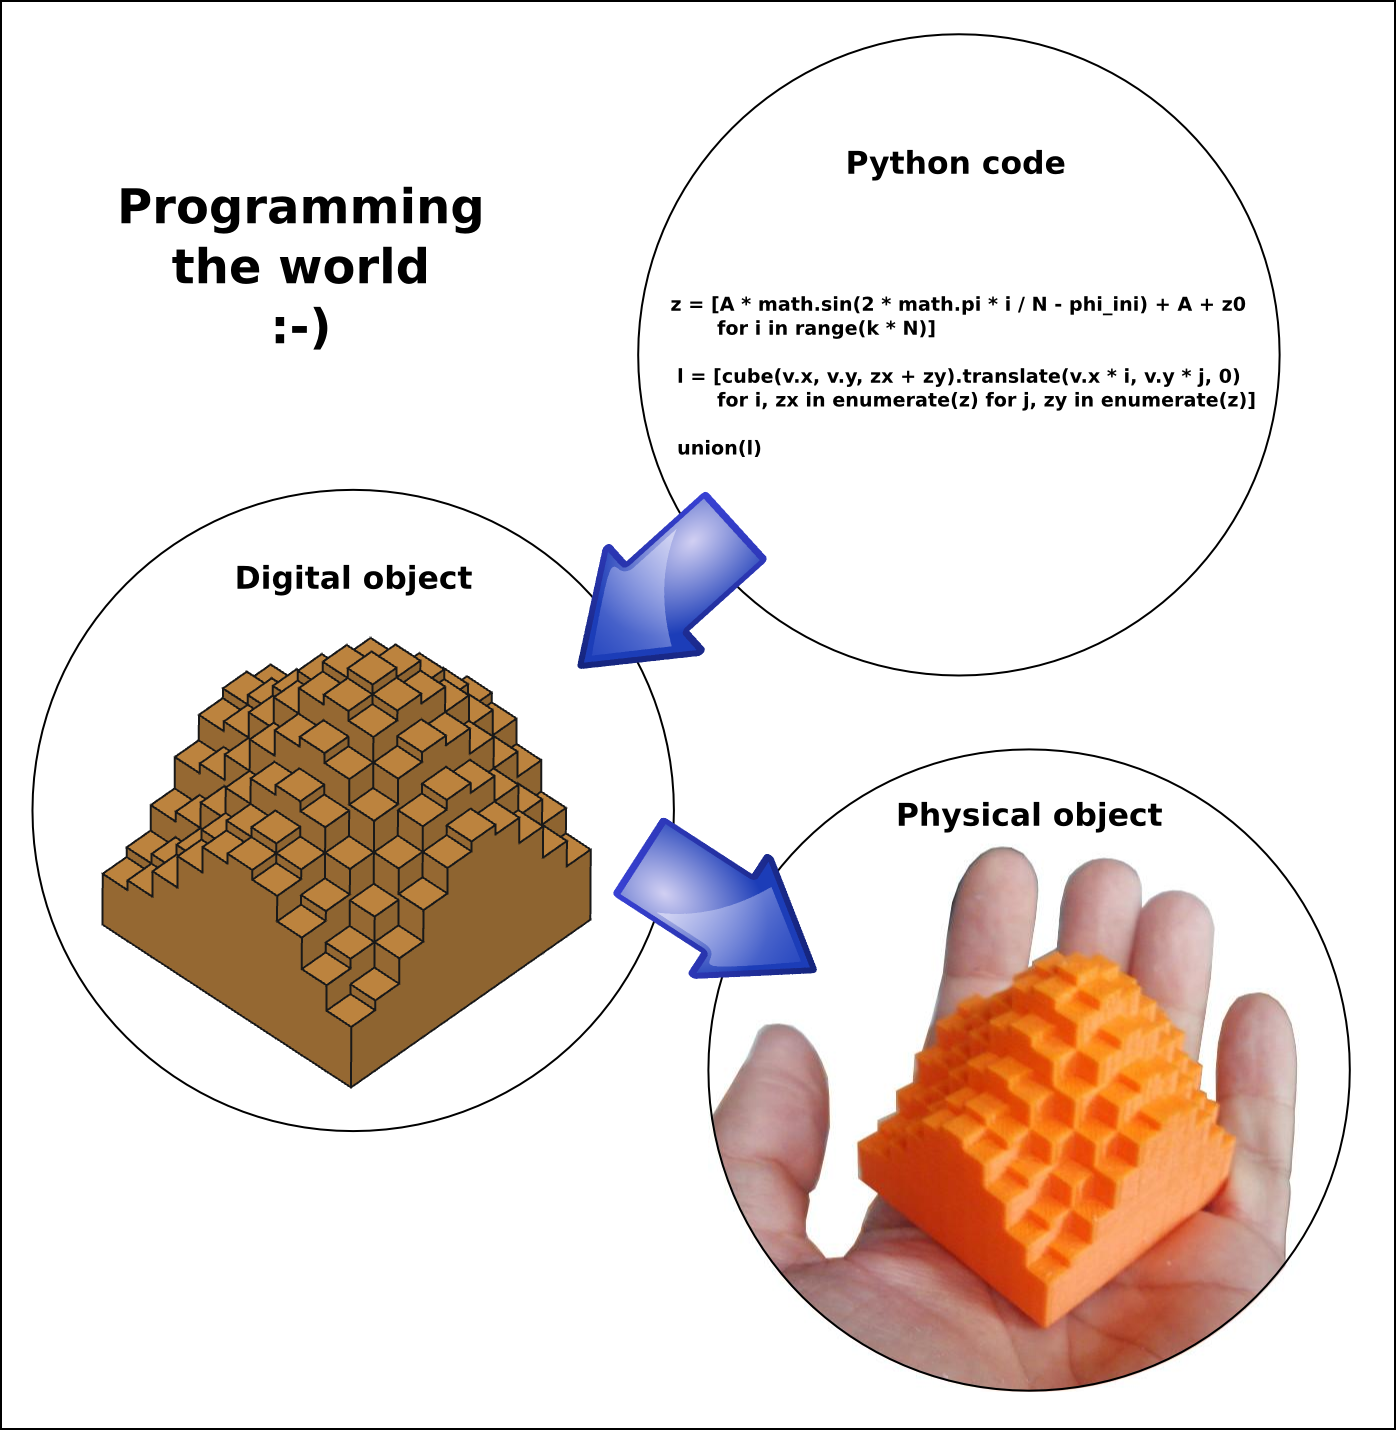 Programming
the world
:-)
Python code
z = [A * math.sin(2 * math.pi * i / N - phi_ini) + A + z0
for i in range(k * N)]
l = [cube(v.x, v.y, zx + zy).translate(v.x * i, v.y * j, 0)
for i, zx in enumerate(z) for j, zy in enumerate(z)]
union(l)
Digital object
Physical object